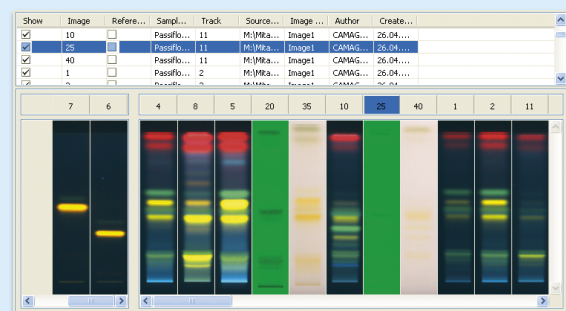 Show Image Refere... Sampl... Track Source... Image ... Author Create...
10 Passiflo... 11 M:\Mita... Image1 CAMAG... 26.04....
25 Passiflo... 11 M:\Mita... Image1 CAMAG... 26.04....
40 Passiflo... 11 M:\Mita... Image1 CAMAG... 26.04....
1 Passiflo... 2 M:\Mita... Image1 CAMAG... 26.04....
7 6 4 8 5 20 35 10 25 40 1 2 11